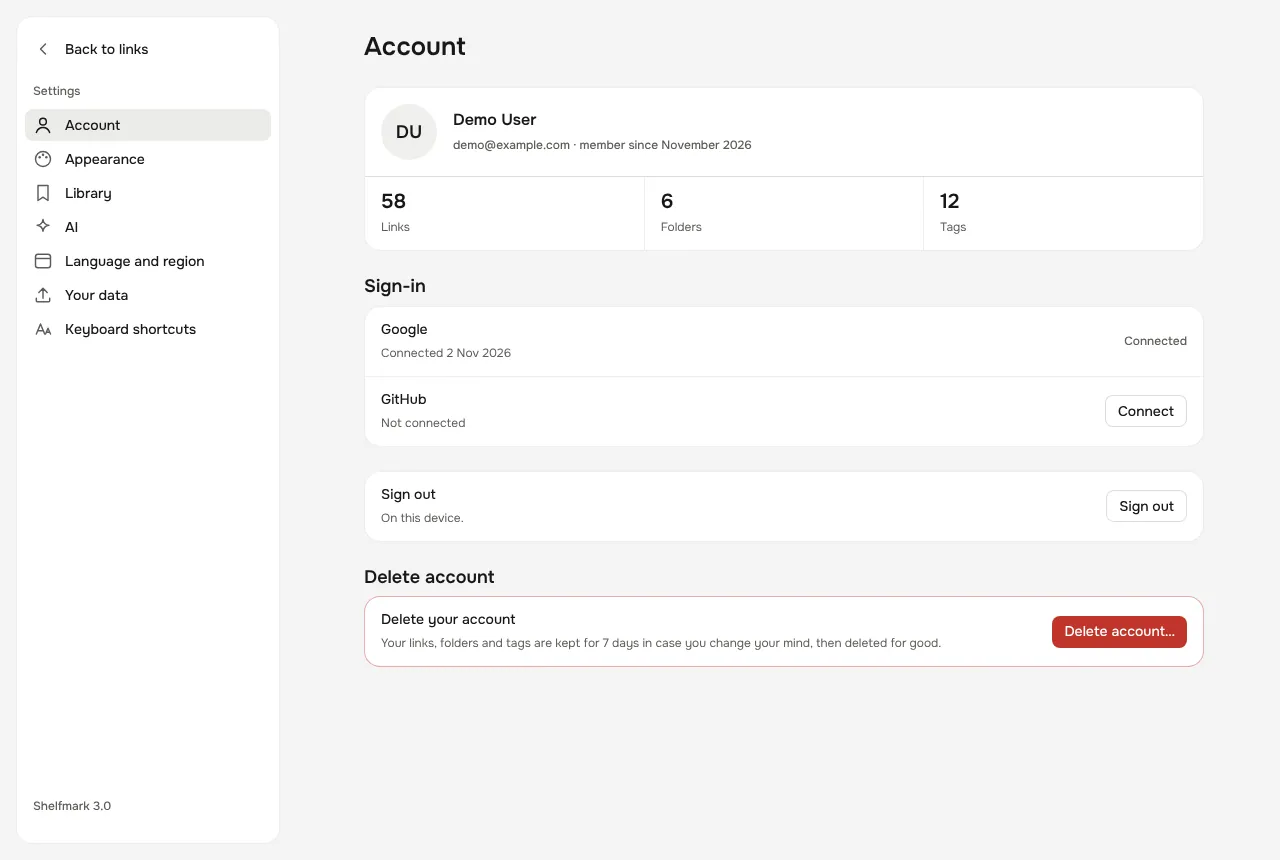 Back to links
Settings
Account
Appearance
Library
AI
Language and region
Your data
Keyboard shortcuts
Shelfmark 3.0
Account
DU
Demo User
demo@example.com · member since November 2026
58
Links
6
Folders
12
Tags
Sign-in
Google
Connected 2 Nov 2026
Connected
GitHub
Not connected
Connect
Sign out
On this device.
Sign out
Delete account
Delete your account
Your links, folders and tags are kept for 7 days in case you change your mind, then deleted for good.
Delete account…